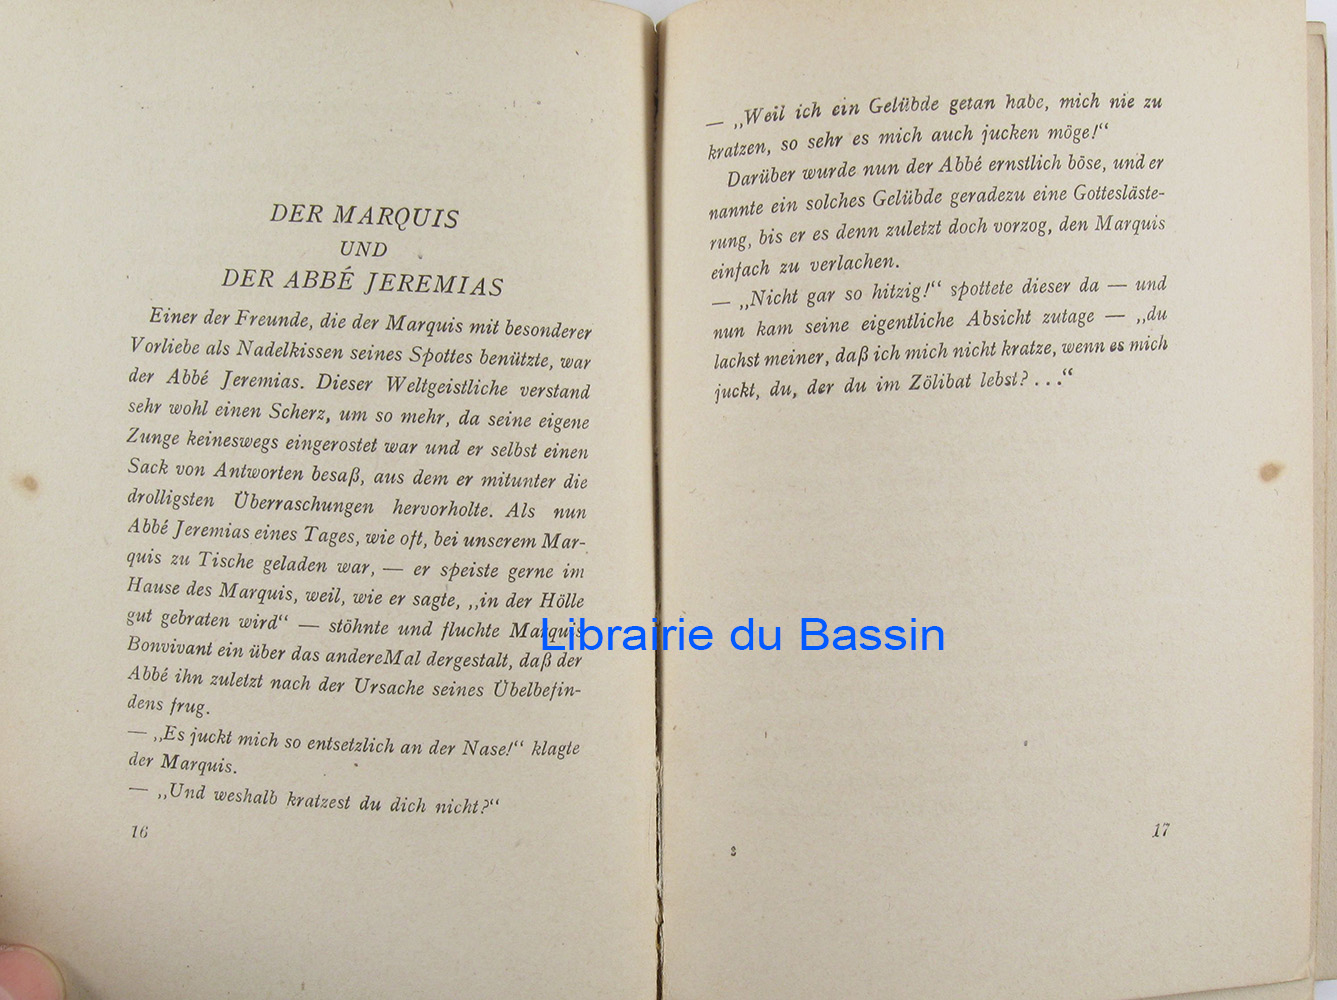 DER MARQUIS
UND
DER ABBÉ JEREMIAS
Einer der Freunde, die der Marquis mit besonderer
Vorliebe als Nadelkissen seines Spottes benützte, war
der Abbé Jeremias. Dieser Weltgeistliche verstand
sehr wohl einen Scherz, um so mehr, da seine eigene
Zunge keineswegs eingerostet war und er selbst einen
Sack von Antworten besaß, aus dem er mitunter die
drolligsten Überraschungen hervorholte. Als nun
Abbé Jeremias eines Tages, wie oft, bei unserem Mar-
quis zu Tische geladen war, — er speiste gerne im
Hause des Marquis, weil, wie er sagte, „in der Hölle
gut gebraten wird“ — stöhnte und fluchte Marquis
Bonvivant ein über das andereMal dergestalt, daß der
Abbé ihn zuletzt nach der Ursache seines Übelbefin-
dens frug.
— „Es juckt mich so entsetzlich an der Nase!“ klagte
der Marquis.
— „Und weshalb kratzest du dich nicht?“
16
— „Weil ich ein Gelübde getan habe, mich nie zu
kratzen, so sehr es mich auch jucken möge!“
Darüber wurde nun der Abbé ernstlich böse, und er
nannte ein solches Gelübde geradezu eine Gottesläste-
rung, bis er es denn zuletzt doch vorzog, den Marquis
einfach zu verlachen.
— „Nicht gar so hitzig!“ spottete dieser da — und
nun kam seine eigentliche Absicht zutage — „du
lachst meiner, daß ich mich nicht kratze, wenn es mich
juckt, du, der du im Zölibat lebst? . . .“
17
Librairie du Bassin